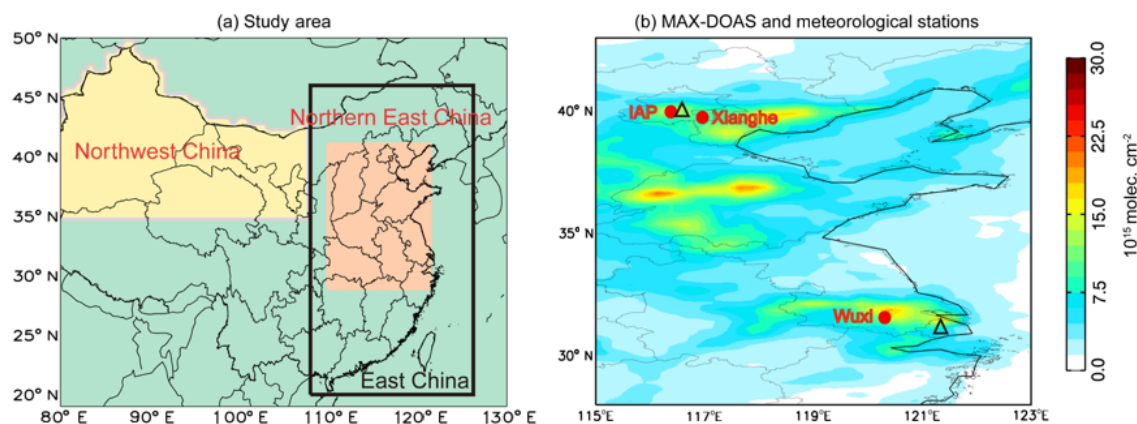 (a) Study area
(b) MAX-DOAS and meteorological stations
50° N
45° N
40° N
35° N
30° N
25° N
20° N
80° E
90° E
100° E
110° E
120° E
130° E
Northwest China
Northern East China
East China
40° N
35° N
30° N
115° E
117° E
119° E
121° E
123° E
IAP
Xianghe
Wuxi
30.0
22.5
15.0
7.5
0.0
10¹⁵ molec. cm⁻²